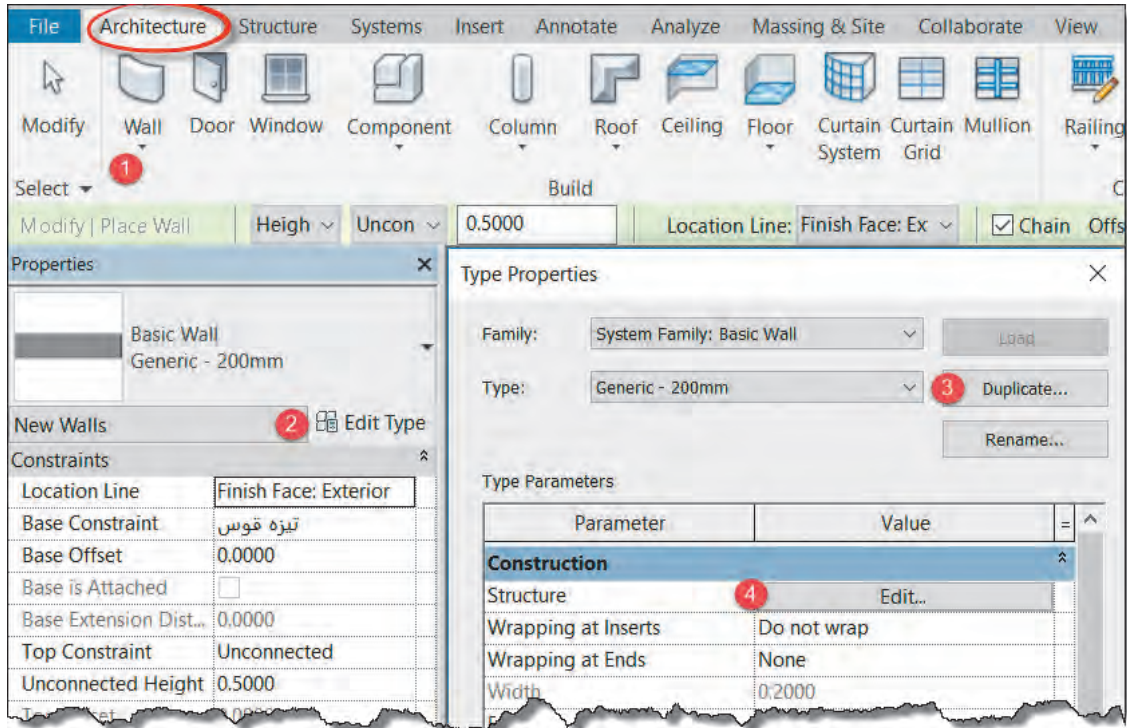 File Architecture Structure Systems Insert Annotate Analyze Massing & Site Collaborate View
Modify Wall Door Window Component Column Roof Ceiling Floor Curtain System Curtain Grid Mullion Railing
1
Select Build C
Modify | Place Wall Heigh Uncon 0.5000 Location Line: Finish Face: Ex Chain Offs
Properties
Basic Wall
Generic - 200mm
New Walls 2 Edit Type
Constraints
Location Line Finish Face: Exterior
Base Constraint تیزه قوس
Base Offset 0.0000
Base is Attached
Base Extension Dist... 0.0000
Top Constraint Unconnected
Unconnected Height 0.5000
Type Properties
Family: System Family: Basic Wall Load...
Type: Generic - 200mm 3 Duplicate...
Rename...
Type Parameters
Parameter Value =
Construction
Structure 4 Edit...
Wrapping at Inserts Do not wrap
Wrapping at Ends None
Width 0.2000